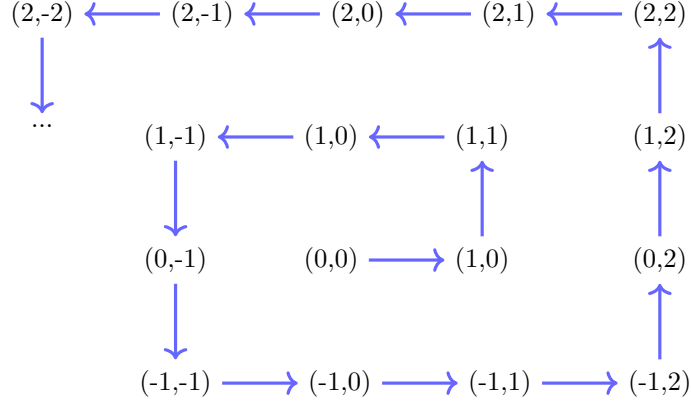 (2,-2) (2,-1) (2,0) (2,1) (2,2)
... (1,-1) (1,0) (1,1) (1,2)
(0,-1) (0,0) (1,0) (0,2)
(-1,-1) (-1,0) (-1,1) (-1,2)